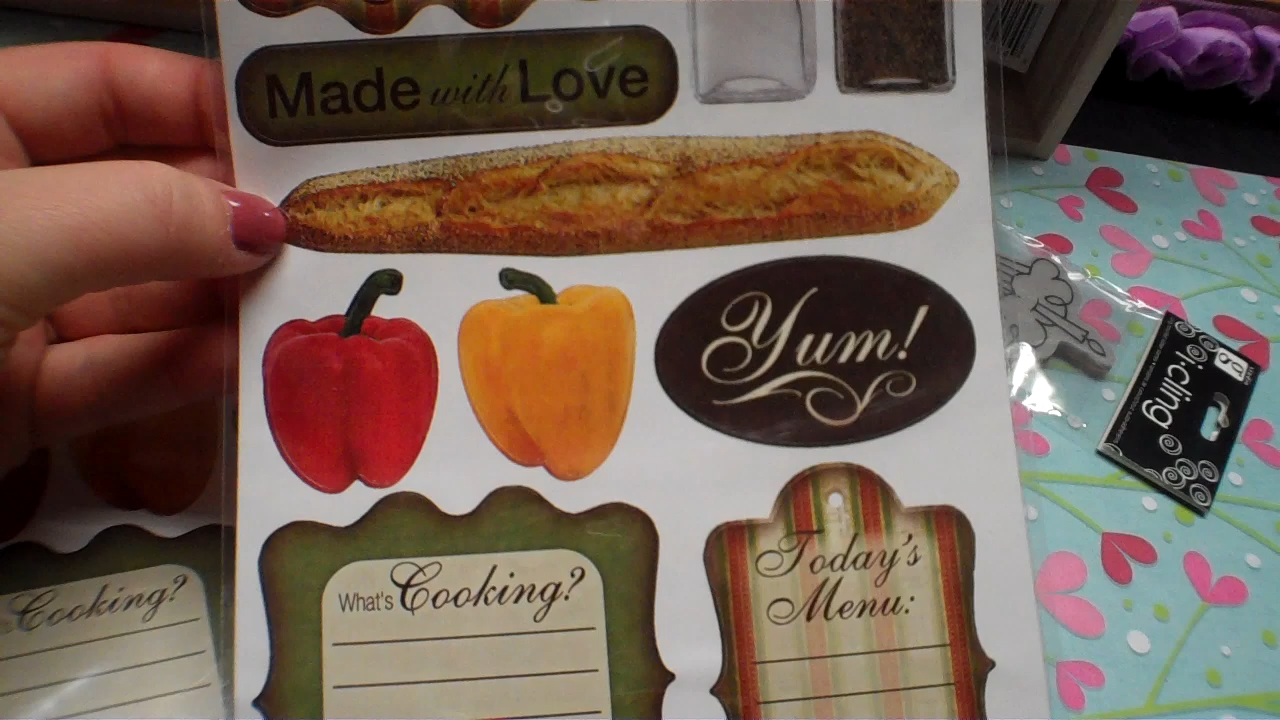 Made with Love
Yum!
What's Cooking?
Today's
Menu:
Cooking?
i-cling